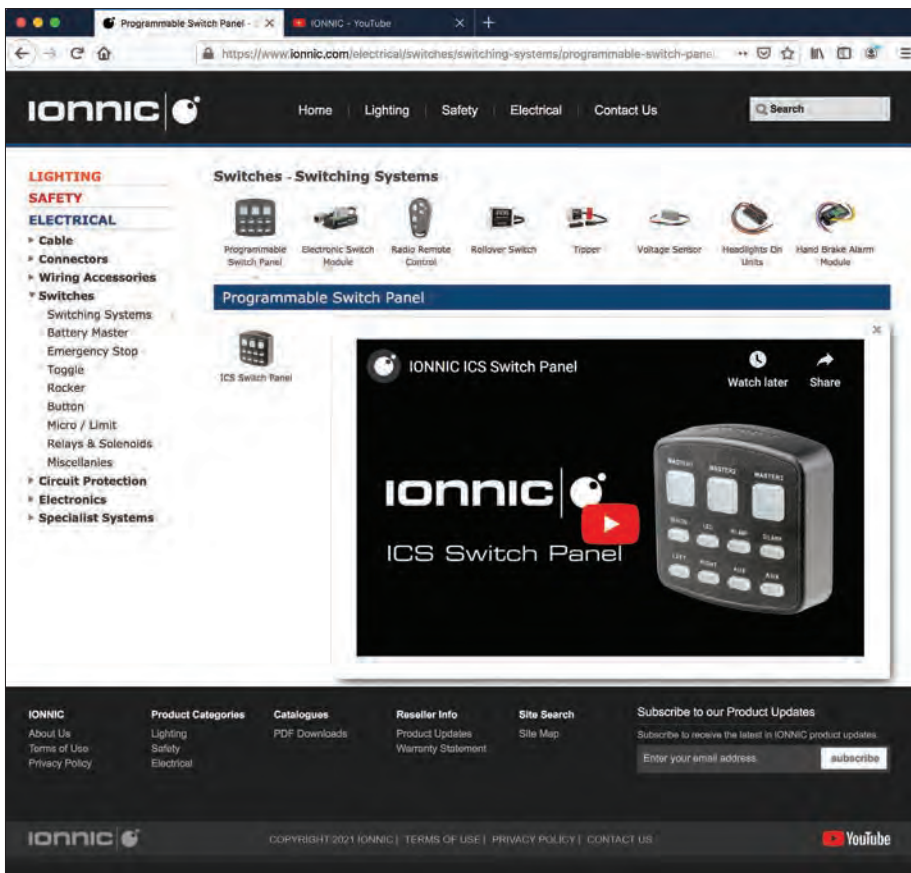 Programmable Switch Panel -
IONNIC - YouTube
https://www.ionnic.com/electrical/switches/switching-systems/programmable-switch-pane
IONNIC
Home
Lighting
Safety
Electrical
Contact Us
Search
LIGHTING
SAFETY
ELECTRICAL
Cable
Connectors
Wiring Accessories
Switches
Switching Systems
Battery Master
Emergency Stop
Toggle
Rocker
Button
Micro / Limit
Relays & Solenoids
Miscellanies
Circuit Protection
Electronics
Specialist Systems
Switches - Switching Systems
Programmable
Switch Panel
Electronic Switch
Module
Radio Remote
Control
Rollover Switch
Tipper
Voltage Sensor
Headlights On
Units
Hand Brake Alarm
Module
Programmable Switch Panel
ICS Switch Panel
IONNIC ICS Switch Panel
Watch later
Share
IONNIC
ICS Switch Panel
MASTER1
MASTER2
MASTER3
LEFT
RIGHT
AUX
AUX
IONNIC
About Us
Terms of Use
Privacy Policy
Product Categories
Lighting
Safety
Electrical
Catalogues
PDF Downloads
Reseller Info
Product Updates
Warranty Statement
Site Search
Site Map
Subscribe to our Product Updates
Subscribe to receive the latest in IONNIC product updates.
Enter your email address
subscribe
IONNIC
COPYRIGHT 2021 IONNIC | TERMS OF USE | PRIVACY POLICY | CONTACT US
YouTube